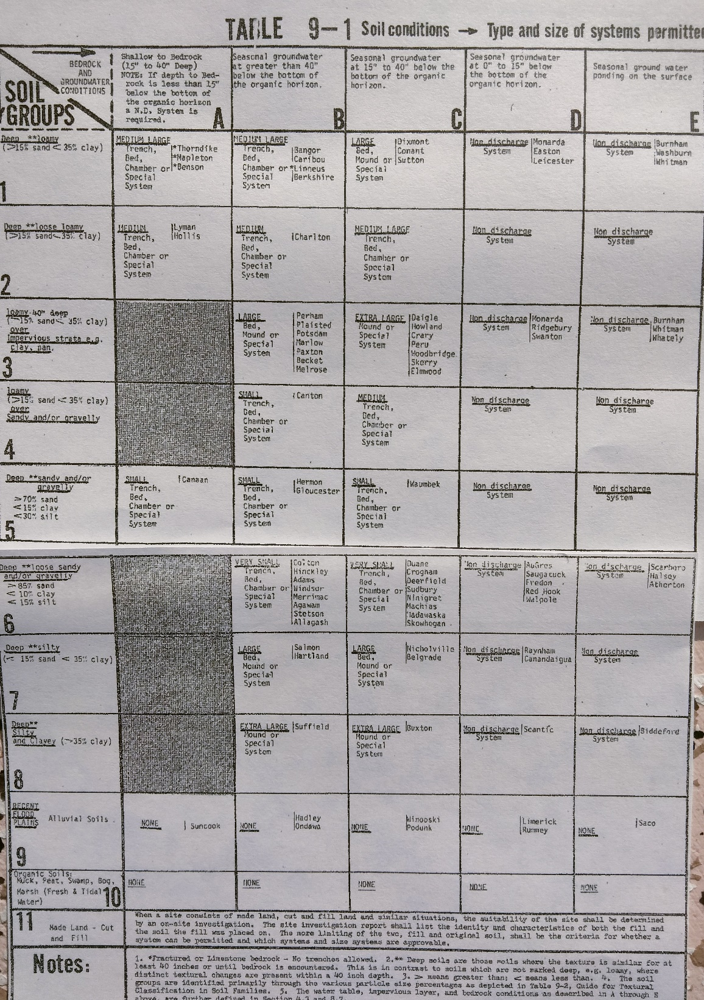 TABLE 9-1 Soil conditions → Type and size of systems permitted
BEDROCK
AND
GROUNDWATER
CONDITIONS
SOIL
GROUPS
Shallow to Bedrock
(15" to 40" Deep)
NOTE: If depth to Bed-
rock is less than 15"
below the bottom of
the organic horizon
a N.D. System is
required.
A
Seasonal groundwater
at greater than 40"
below the bottom of
the organic horizon.
B
Seasonal groundwater
at 15" to 40" below the
bottom of the organic
horizon.
C
Seasonal groundwater
at 0" to 15" below
the bottom of the
organic horizon.
D
Seasonal ground water
ponding on the surface
E
Deep **loamy
(>15% sand < 35% clay)
1
MEDIUM LARGE
Trench,
Bed,
Chamber or
Special
System
*Thorndike
*Mapleton
*Benson
MEDIUM LARGE
Trench,
Bed,
Chamber or
Special
System
Bangor
Caribou
*Linneus
Berkshire
LARGE
Bed,
Mound or
Special
System
Dixmont
Conant
Sutton
Non discharge
System
Monarda
Easton
Leicester
Non discharge
System
Burnham
Washburn
Whitman
Deep **loose loamy
(>15% sand< 35% clay)
2
MEDIUM
Trench,
Bed,
Chamber or
Special
System
Lyman
Hollis
MEDIUM
Trench,
Bed,
Chamber or
Special
System
Charlton
MEDIUM LARGE
Trench,
Bed,
Chamber or
Special
System
Non discharge
System
Non discharge
System
loamy 40" deep
(>15% sand < 35% clay)
over
Impervious strata e.g.
clay, pan.
3
LARGE
Bed,
Mound or
Special
System
Perham
Plaisted
Potsdam
Marlow
Paxton
Becket
Melrose
EXTRA LARGE
Mound or
Special
System
Daigle
Howland
Crary
Peru
Woodbridge
Skerry
Elmwood
Non discharge
System
Monarda
Ridgebury
Swanton
Non discharge
System
Burnham
Whitman
Whately
loamy
(>15% sand < 35% clay)
over
Sandy and/or gravelly
4
SMALL
Trench,
Bed,
Chamber or
Special
System
Canton
MEDIUM
Trench,
Bed,
Chamber or
Special
System
Non discharge
System
Non discharge
System
Deep **sandy and/or
gravelly
>70% sand
<15% clay
<30% silt
5
SMALL
Trench,
Bed,
Chamber or
Special
System
Canaan
SMALL
Trench,
Bed,
Chamber or
Special
System
Hermon
Gloucester
SMALL
Trench,
Bed,
Chamber or
Special
System
Waumbek
Non discharge
System
Non discharge
System
Deep **loose sandy
and/or gravelly
> 85% sand
< 10% clay
< 15% silt
6
VERY SMALL
Trench,
Bed,
Chamber or
Special
System
Colton
Hinckley
Adams
Windsor
Merrimac
Agawam
Stetson
Allagash
VERY SMALL
Trench,
Bed,
Chamber or
Special
System
Duane
Crogham
Deerfield
Sudbury
Ninigret
Machias
Madawaska
Skowhegan
Non discharge
System
AuGres
Saugatuck
Fredon
Red Hook
Walpole
Non discharge
System
Scarboro
Halsey
Atherton
Deep **silty
(< 15% sand < 35% clay)
7
LARGE
Bed,
Mound or
Special
System
Salmon
Hartland
LARGE
Bed,
Mound or
Special
System
Nicholville
Belgrade
Non discharge
System
Raynham
Canandaigua
Non discharge
System
Deep**
Silty
and Clayey (>35% clay)
8
EXTRA LARGE
Mound or
Special
System
Suffield
EXTRA LARGE
Mound or
Special
System
Buxton
Non discharge
System
Scantic
Non discharge
System
Biddeford
RECENT
FLOOD
PLAINS
Alluvial Soils
9
NONE
Suncook
NONE
Hadley
Ondawa
NONE
Winooski
Podunk
NONE
Limerick
Rumney
NONE
Saco
Organic Soils:
Muck, Peat, Swamp, Bog,
Marsh (Fresh & Tidal
Water)
10
NONE
NONE
NONE
NONE
NONE
11
Made Land - Cut
and Fill
When a site consists of made land, cut and fill land and similar situations, the suitability of the site shall be determined
by an on-site investigation. The site investigation report shall list the identity and characteristics of both the fill and
the soil the fill was placed on. The more limiting of the two, fill and original soil, shall be the criteria for whether a
system can be permitted and which systems and size systems are approvable.
Notes:
1. *Fractured or Limestone bedrock - No trenches allowed. 2.** Deep soils are those soils where the texture is similar for at
least 40 inches or until bedrock is encountered. This is in contrast to soils which are not marked deep, e.g. loamy, where
distinct textural changes are present within a 40 inch depth. 3. > means greater than; < means less than. 4. The soil
groups are identified primarily through the various particle size percentages as depicted in Table 9-2, Guide for Textural
Classification in Soil Families. 5. The water table, impervious layer, and bedrock conditions as described in A through E
above, are further defined in Section